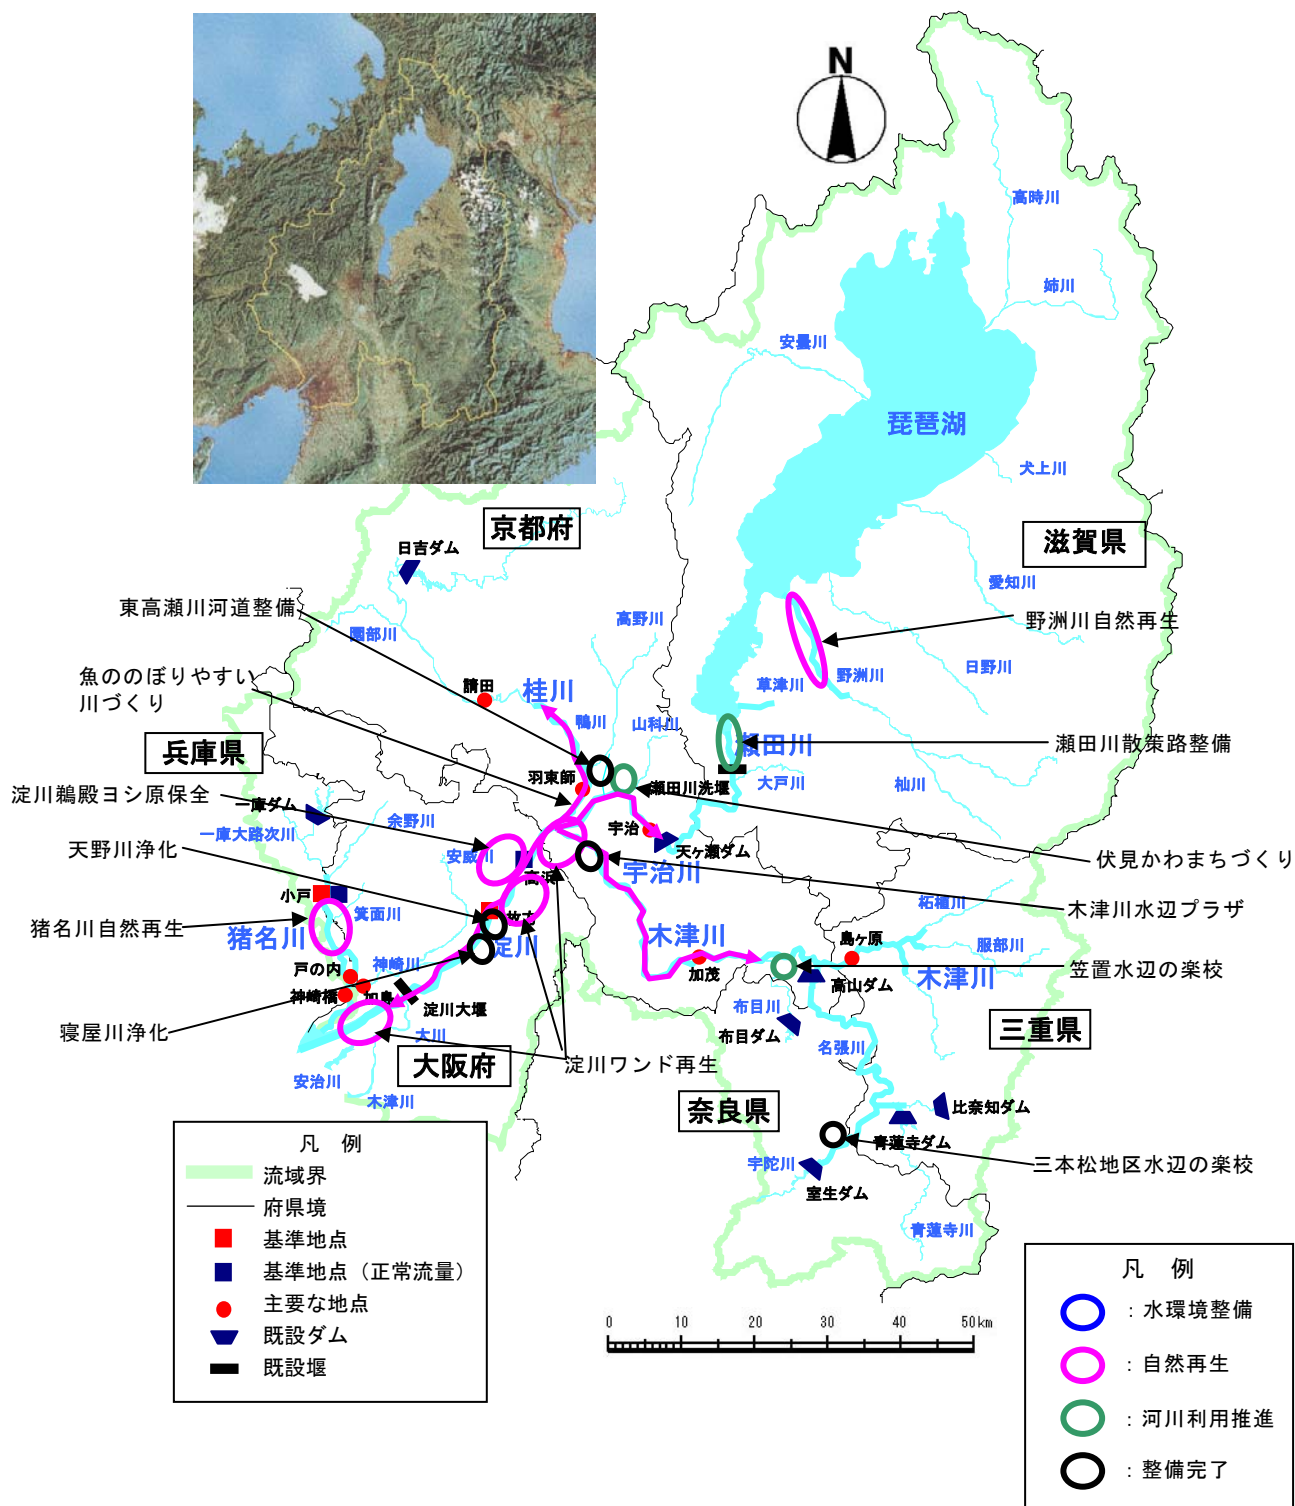 N
高時川
姉川
安曇川
琵琶湖
犬上川
京都府
滋賀県
日吉ダム
愛知川
東高瀬川河道整備
高野川
野洲川自然再生
園部川
日野川
野洲川
魚ののぼりやすい
川づくり
請田
桂川
草津川
鴨川
山科川
兵庫県
瀬田川
瀬田川散策路整備
羽束師
瀬田川洗堰
大戸川
杣川
淀川鵜殿ヨシ原保全
一庫ダム
余野川
一庫大路次川
宇治
天ヶ瀬ダム
天野川浄化
安威川
高浜
宇治川
伏見かわまちづくり
小戸
箕面川
枚方
柘植川
木津川水辺プラザ
猪名川自然再生
猪名川
淀川
木津川
島ヶ原
服部川
戸の内
神崎川
加茂
高山ダム
木津川
笠置水辺の楽校
神崎橋
加島
淀川大堰
布目川
寝屋川浄化
大川
布目ダム
名張川
三重県
大阪府
淀川ワンド再生
安治川
木津川
奈良県
比奈知ダム
青蓮寺ダム
宇陀川
室生ダム
三本松地区水辺の楽校
青蓮寺川
凡 例
流域界
府県境
基準地点
基準地点（正常流量）
主要な地点
既設ダム
既設堰
0 10 20 30 40 50km
凡 例
：水環境整備
：自然再生
：河川利用推進
：整備完了